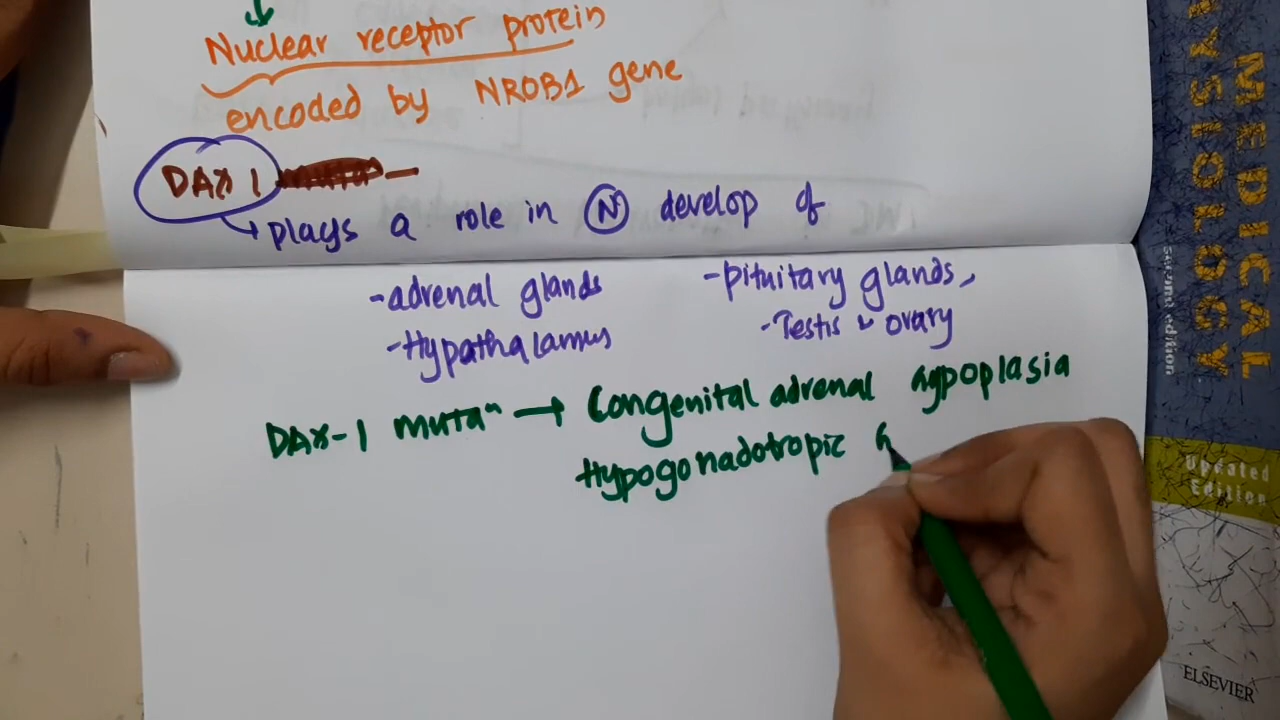 Nuclear receptor protein
encoded by NROB1 gene
DAX 1 —
plays a role in N develop of
- adrenal glands
- Hypathalamus
- pituitary glands,
- Testis & ovary
DAX-1 mutaⁿ → Congenital adrenal hypoplasia
Hypogonadotropic
MEDICAL
PHYSIOLOGY
second edition
Updated
Edition
ELSEVIER